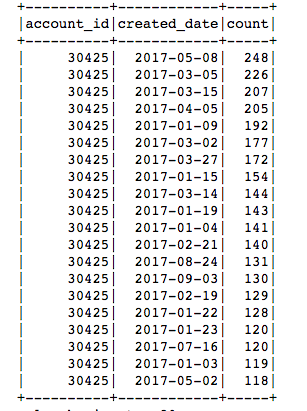 +----------+------------+-----+
|account_id|created_date|count|
+----------+------------+-----+
|     30425|  2017-05-08|  248|
|     30425|  2017-03-05|  226|
|     30425|  2017-03-15|  207|
|     30425|  2017-04-05|  205|
|     30425|  2017-01-09|  192|
|     30425|  2017-03-02|  177|
|     30425|  2017-03-27|  172|
|     30425|  2017-01-15|  154|
|     30425|  2017-03-14|  144|
|     30425|  2017-01-19|  143|
|     30425|  2017-01-04|  141|
|     30425|  2017-02-21|  140|
|     30425|  2017-08-24|  131|
|     30425|  2017-09-03|  130|
|     30425|  2017-02-19|  129|
|     30425|  2017-01-22|  128|
|     30425|  2017-01-23|  120|
|     30425|  2017-07-16|  120|
|     30425|  2017-01-03|  119|
|     30425|  2017-05-02|  118|
+----------+------------+-----+